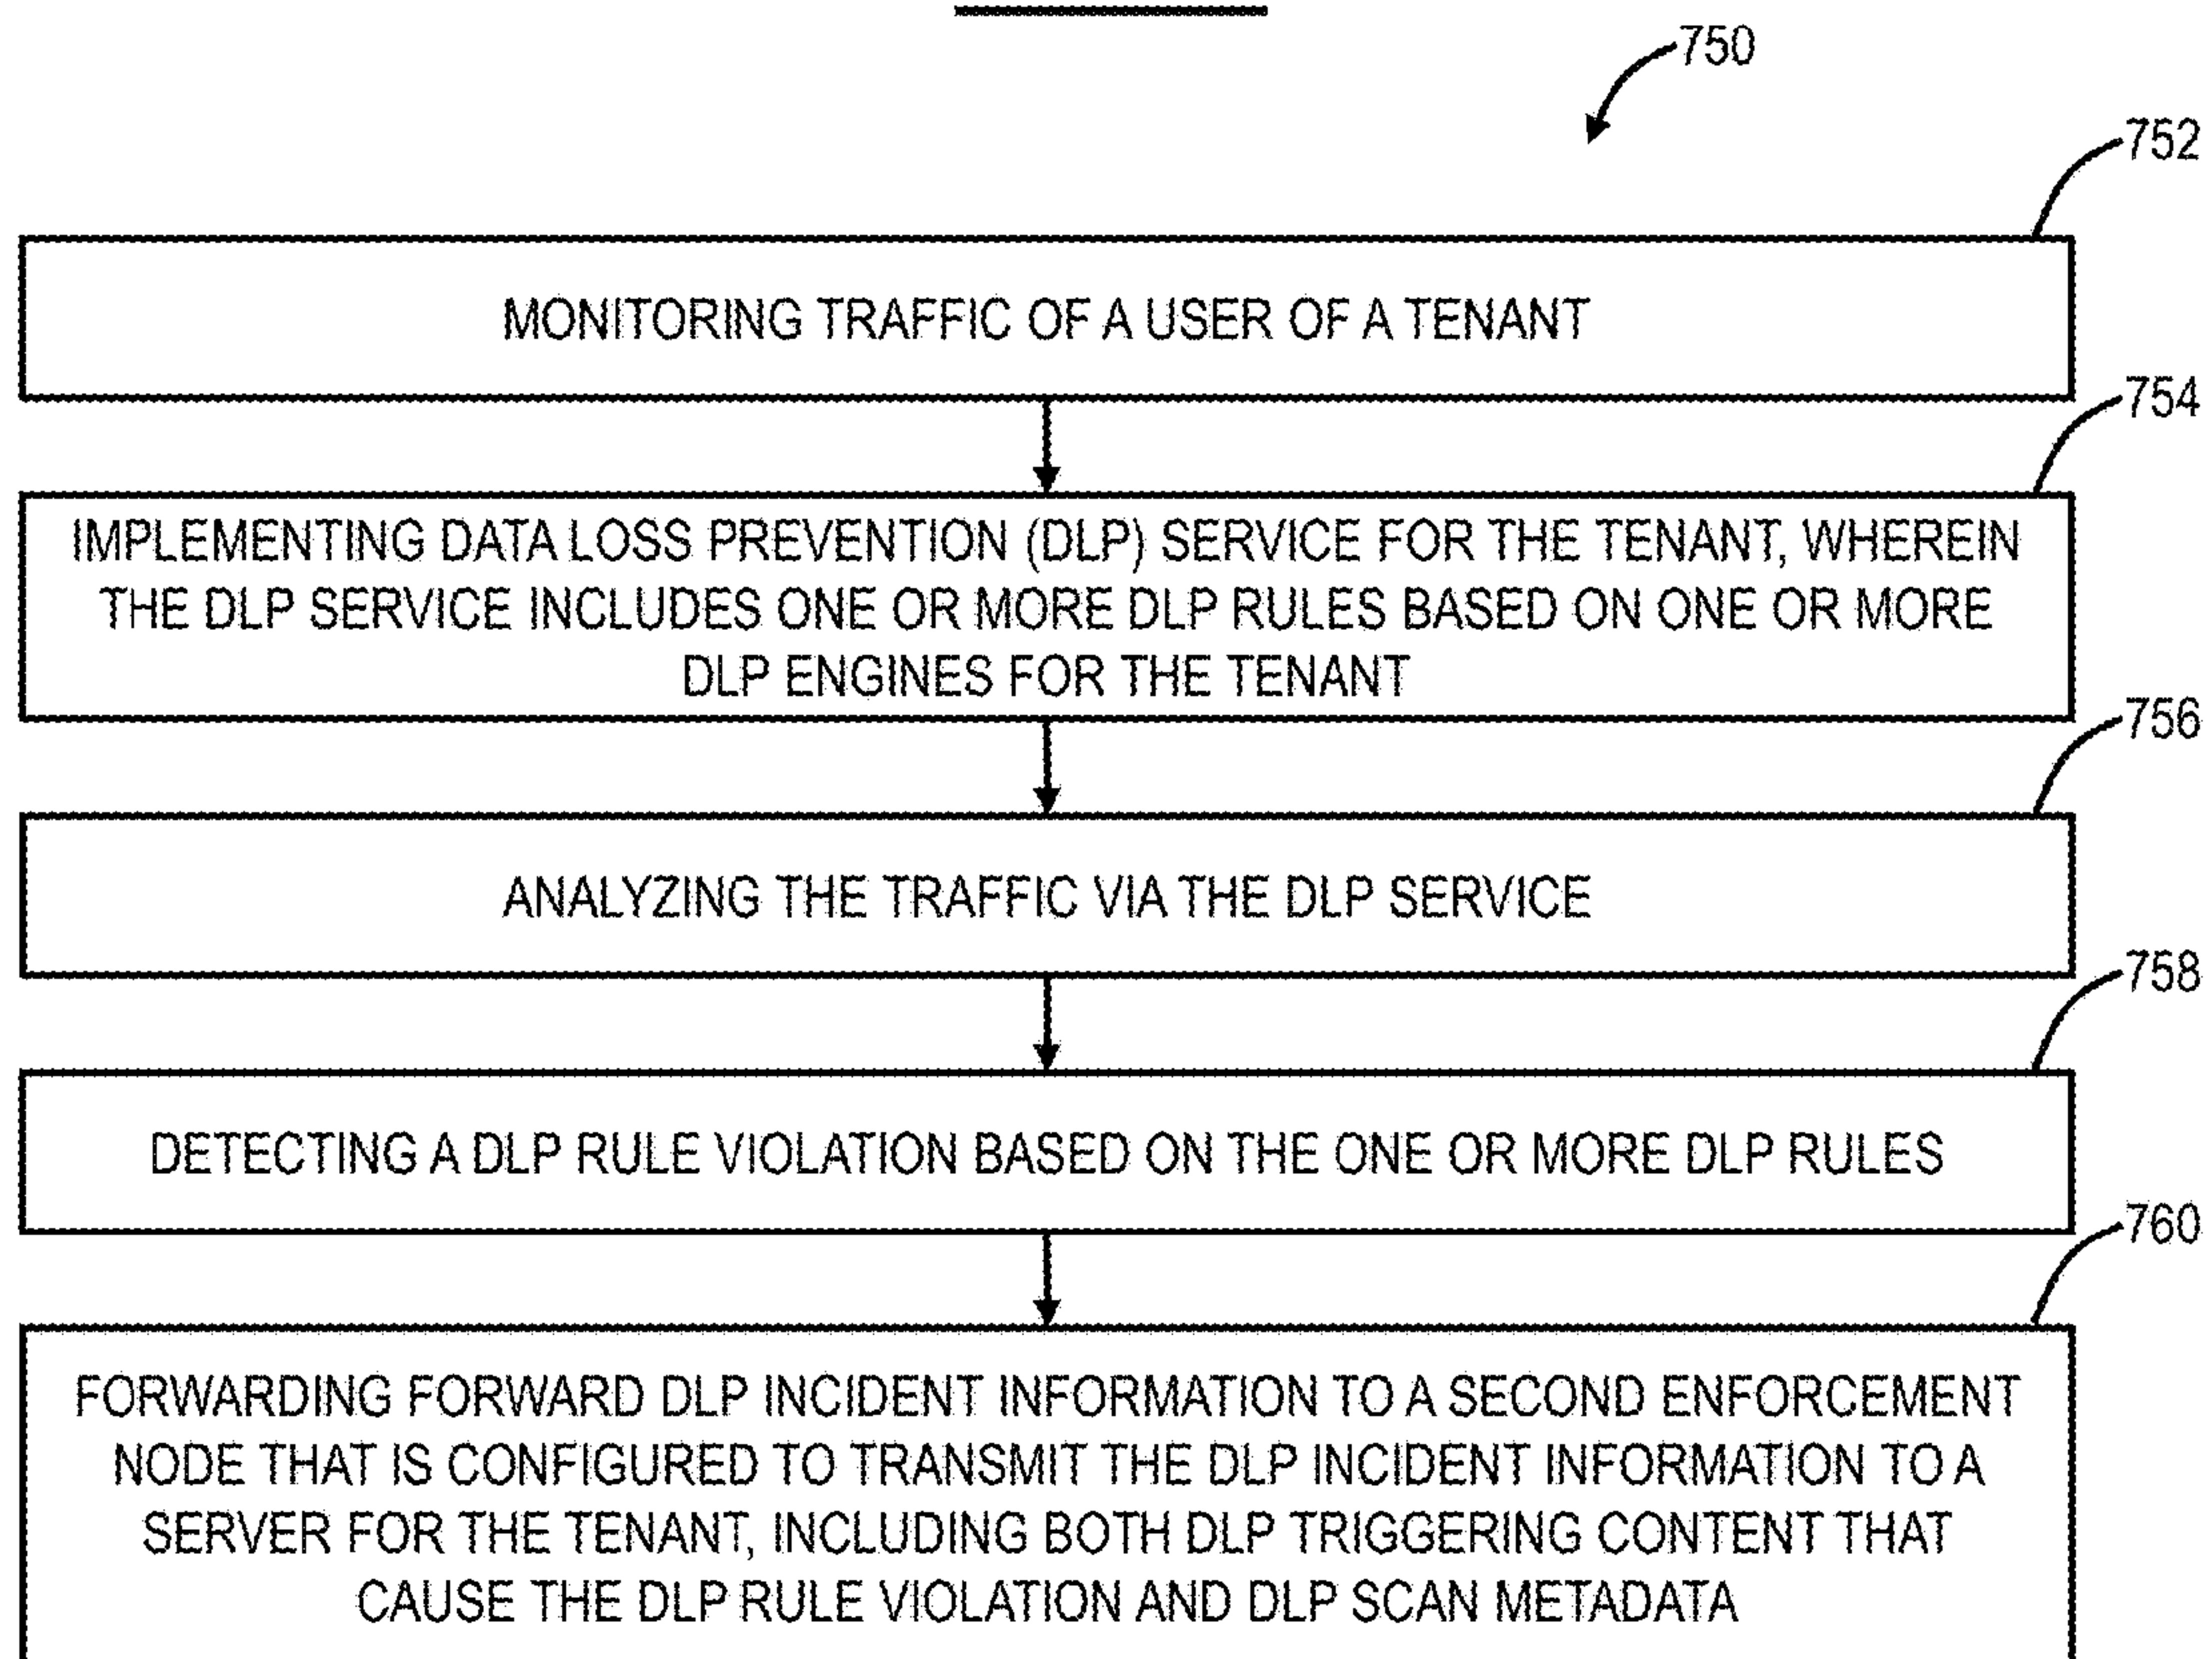 750
752
MONITORING TRAFFIC OF A USER OF A TENANT
754
IMPLEMENTING DATA LOSS PREVENTION (DLP) SERVICE FOR THE TENANT, WHEREIN
THE DLP SERVICE INCLUDES ONE OR MORE DLP RULES BASED ON ONE OR MORE
DLP ENGINES FOR THE TENANT
756
ANALYZING THE TRAFFIC VIA THE DLP SERVICE
758
DETECTING A DLP RULE VIOLATION BASED ON THE ONE OR MORE DLP RULES
760
FORWARDING FORWARD DLP INCIDENT INFORMATION TO A SECOND ENFORCEMENT
NODE THAT IS CONFIGURED TO TRANSMIT THE DLP INCIDENT INFORMATION TO A
SERVER FOR THE TENANT, INCLUDING BOTH DLP TRIGGERING CONTENT THAT
CAUSE THE DLP RULE VIOLATION AND DLP SCAN METADATA